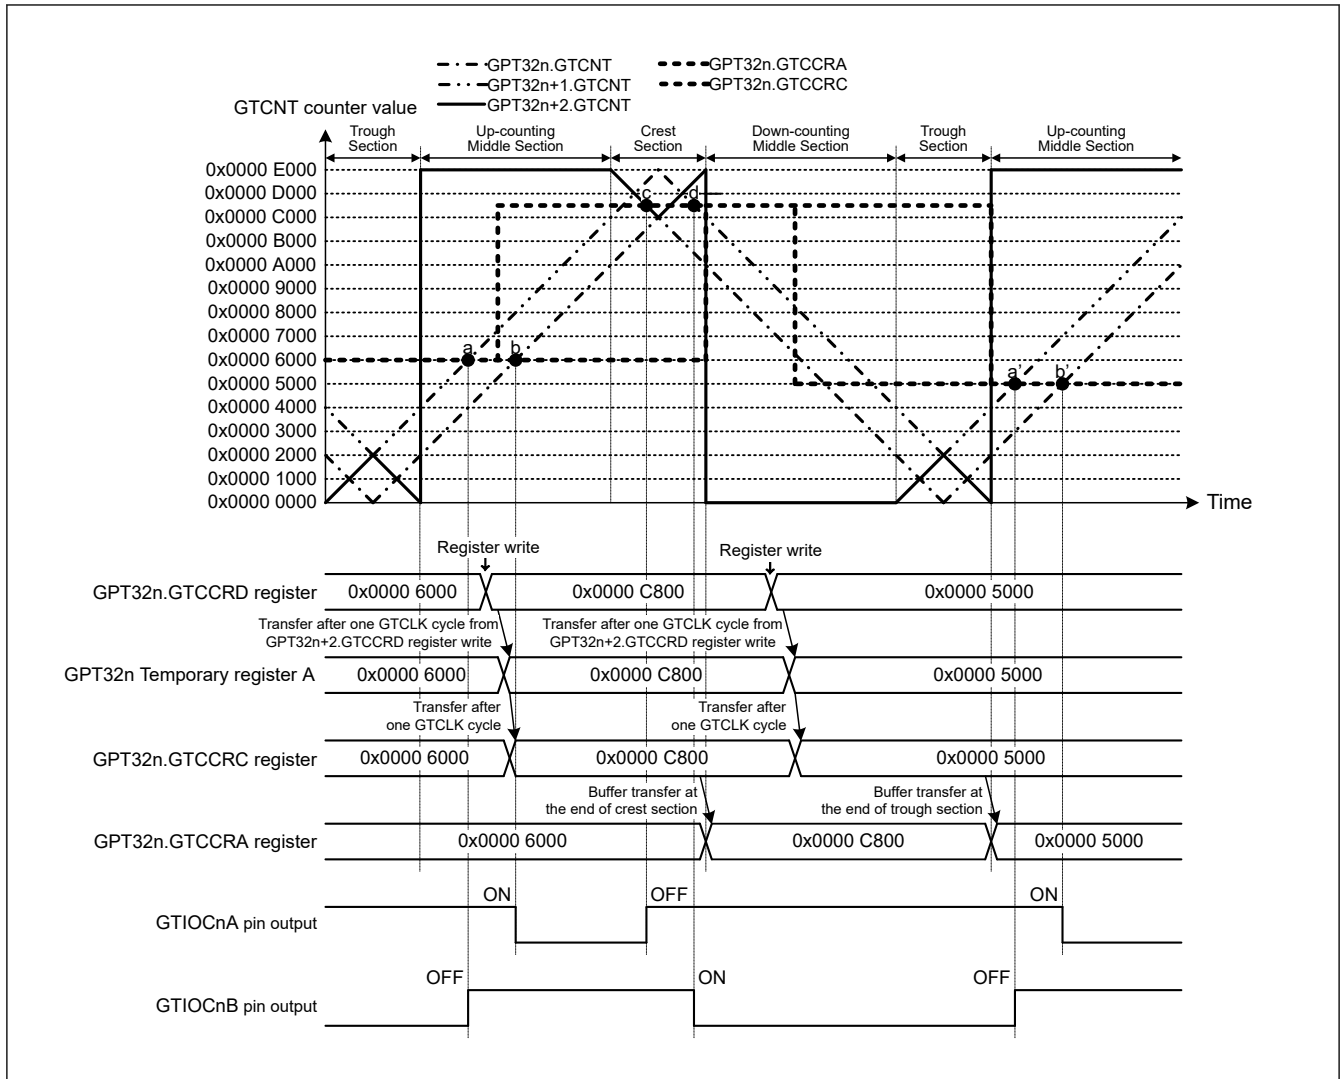 GPT32n.GTCNT
GPT32n.GTCCRA
GPT32n+1.GTCNT
GPT32n.GTCCRC
GPT32n+2.GTCNT
GTCNT counter value
Trough
Section
Up-counting
Middle Section
Crest
Section
Down-counting
Middle Section
Trough
Section
Up-counting
Middle Section
0x0000 E000
0x0000 D000
c
d
0x0000 C000
0x0000 B000
0x0000 A000
0x0000 9000
0x0000 8000
0x0000 7000
a
b
0x0000 6000
a'
b'
0x0000 5000
0x0000 4000
0x0000 3000
0x0000 2000
0x0000 1000
0x0000 0000
Time
Register write
Register write
GPT32n.GTCCRD register
0x0000 6000
0x0000 C800
0x0000 5000
Transfer after one GTCLK cycle from
GPT32n+2.GTCCRD register write
Transfer after one GTCLK cycle from
GPT32n+2.GTCCRD register write
GPT32n Temporary register A
0x0000 6000
0x0000 C800
0x0000 5000
Transfer after
one GTCLK cycle
Transfer after
one GTCLK cycle
GPT32n.GTCCRC register
0x0000 6000
0x0000 C800
0x0000 5000
Buffer transfer at
the end of crest section
Buffer transfer at
the end of trough section
GPT32n.GTCCRA register
0x0000 6000
0x0000 C800
0x0000 5000
ON
OFF
ON
GTIOCnA pin output
OFF
ON
OFF
GTIOCnB pin output